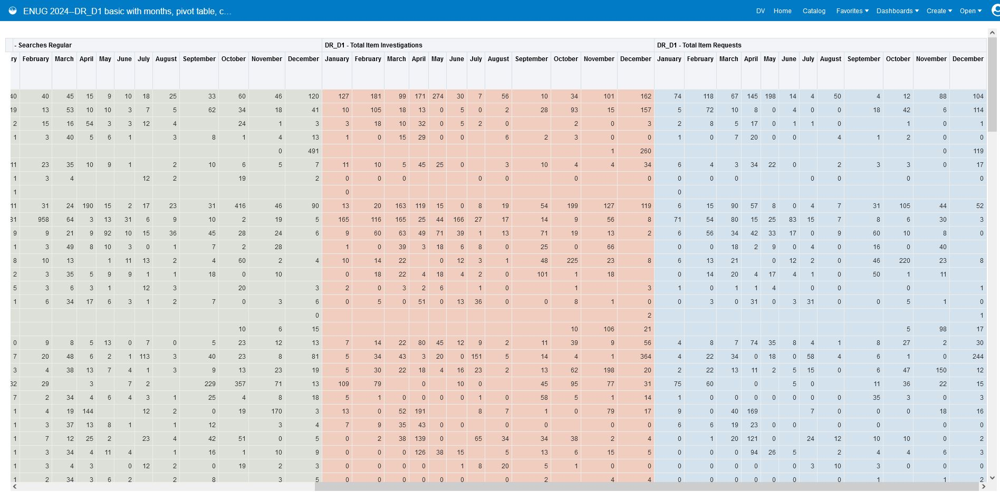 ENUG 2024--DR_D1 basic with months, pivot table, c... DV Home Catalog Favorites Dashboards Create Open
- Searches Regular DR_D1 - Total Item Investigations DR_D1 - Total Item Requests
ry February March April May June July August September October November December January February March April May June July August September October November December January February March April May June July August September October November December
40 40 45 15 9 10 18 25 33 60 46 120 127 181 99 171 274 30 7 56 10 34 101 162 74 118 67 145 198 14 4 50 4 12 88 104
19 13 53 10 10 3 7 5 62 34 18 41 10 105 18 13 0 5 0 2 28 93 15 157 5 72 10 8 0 4 0 0 18 42 6 114
2 15 16 54 3 3 12 4 24 1 3 3 18 10 32 0 5 2 0 2 0 3 2 8 5 17 0 1 1 0 1 0 1
1 3 40 5 6 1 3 8 1 4 13 1 0 15 29 0 0 6 2 3 0 0 1 0 7 20 0 0 4 1 2 0 0
0 491 1 260 0 119
11 23 35 10 9 1 2 10 6 5 7 11 10 5 45 25 0 3 10 4 4 34 6 4 3 34 22 0 2 3 3 0 17
1 3 4 12 2 19 2 0 0 0 0 0 0 0 0 0 0 0 0 0 0
1 0 0
11 31 24 190 15 2 17 23 31 416 46 90 13 20 163 119 15 0 8 19 54 199 127 119 6 15 90 57 8 0 4 7 31 105 44 52
31 958 64 3 13 31 6 9 10 2 19 5 165 116 165 25 44 166 27 17 14 9 56 8 71 54 80 15 25 83 15 7 8 6 30 3
9 9 21 9 92 10 15 36 45 28 24 6 9 60 63 49 71 39 1 13 71 19 13 2 6 56 34 42 33 17 0 9 60 10 8 0
1 3 49 8 10 3 0 1 7 2 28 1 0 39 3 18 6 8 0 25 0 66 0 0 18 2 9 0 4 0 16 0 40
8 10 13 1 11 13 2 4 60 2 4 10 14 22 0 12 3 1 48 225 23 8 6 13 21 0 12 2 0 46 220 23 8
2 3 35 5 9 9 1 1 18 0 10 0 18 22 4 18 4 2 0 101 1 18 0 14 20 4 17 4 1 0 50 1 11
5 3 6 3 1 12 3 20 3 2 0 3 2 6 1 0 1 3 1 0 1 1 4 0 0 0 1
1 6 34 17 6 3 1 2 7 0 3 6 0 5 0 51 0 13 36 0 0 8 1 0 0 3 0 31 0 3 31 0 0 5 1 0
0 2 1
10 6 15 10 106 21 5 98 17
0 9 8 5 13 0 7 0 5 23 12 13 7 14 22 80 45 12 9 2 11 39 9 56 4 8 7 74 35 8 4 1 8 27 2 30
7 20 48 6 2 1 113 3 40 23 8 81 5 34 43 3 20 0 151 5 14 4 1 364 4 22 34 0 18 0 58 4 6 1 0 244
3 4 38 13 7 4 1 3 9 13 23 19 5 30 22 18 4 16 23 2 13 62 198 20 2 22 13 11 2 5 15 0 6 47 150 12
32 29 3 7 2 229 357 71 13 109 79 0 10 0 45 95 77 31 75 60 0 5 0 11 36 22 15
7 2 34 4 6 4 3 1 25 4 8 18 5 1 0 0 0 0 1 0 58 5 1 14 1 0 0 0 0 0 0 0 35 3 0 3
1 4 19 144 12 2 0 19 170 3 13 0 52 191 8 7 1 0 79 17 9 0 40 169 7 0 0 0 18 16
1 3 37 13 8 1 1 12 3 4 7 9 35 43 0 0 0 0 0 0 0 6 6 19 23 0 0 0 0 0 0 0
1 7 12 25 2 23 4 42 51 0 5 0 2 38 139 0 65 34 34 38 2 4 0 1 20 121 0 24 12 10 10 0 2
1 3 34 4 11 4 1 16 1 10 9 0 0 0 126 38 15 5 13 6 15 5 0 0 0 94 26 5 2 4 4 6 3
1 3 4 3 0 12 2 0 19 2 3 0 0 0 0 1 8 20 5 1 0 0 0 0 0 0 0 3 10 3 0 0 0
1 2 34 3 6 2 2 8 3 5 0 0 0 0 0 0 0 2 4 4 0 0 0 0 0 0 0 1 1 2